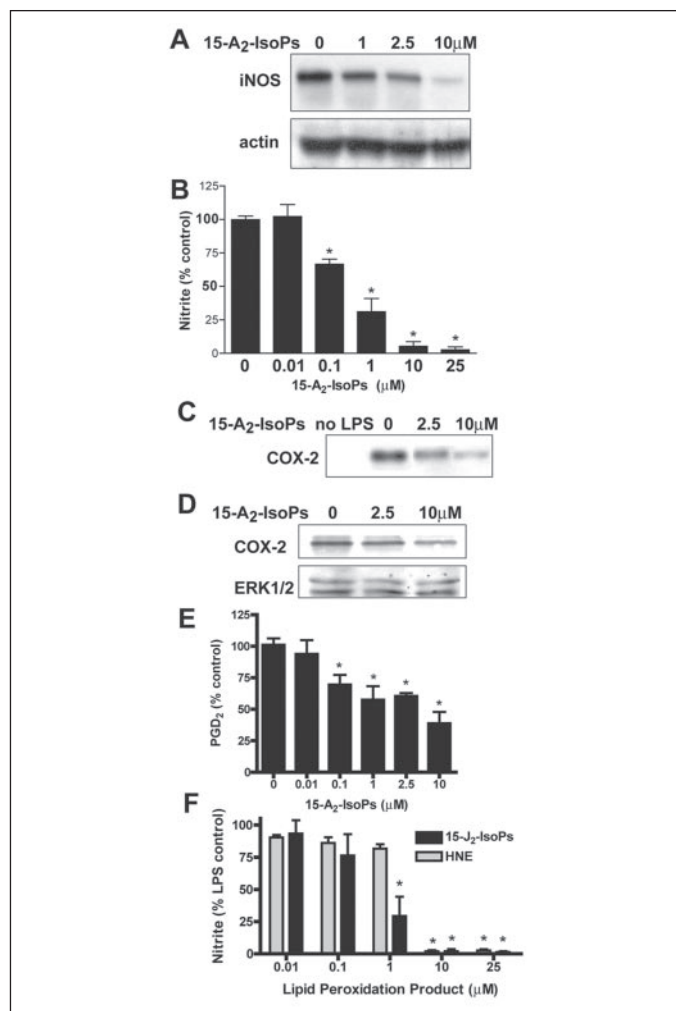 A
15-A2-IsoPs 0 1 2.5 10μM
iNOS
actin
B
125
100
75
50
25
0
Nitrite (% control)
* * * *
0 0.01 0.1 1 10 25
15-A2-IsoPs (μM)
C
15-A2-IsoPs no LPS 0 2.5 10μM
COX-2
D
15-A2-IsoPs 0 2.5 10μM
COX-2
ERK1/2
E
125
100
75
50
25
0
PGD2 (% control)
* * * *
0 0.01 0.1 1 2.5 10
15-A2-IsoPs (μM)
F
100
75
50
25
0
Nitrite (% LPS control)
15-J2-IsoPs
HNE
* * * * *
0.01 0.1 1 10 25
Lipid Peroxidation Product (μM)